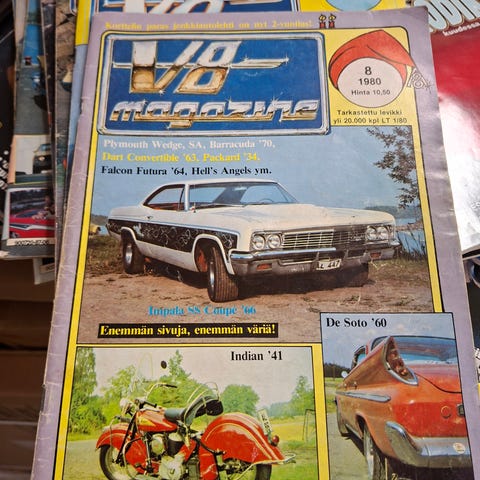 Korttelin paras jenkkiautolehti on nyt 2-vuotias!!
V8
magazine
8
1980
Hinta 10,50
Tarkastettu levikki
yli 20.000 kpl LT 1/80
Plymouth Wedge, SA, Barracuda '70,
Dart Convertible '63, Packard '34,
Falcon Futura '64, Hell's Angels ym.
Impala SS Coupe '66
Enemmän sivuja, enemmän väriä!
De Soto '60
Indian '41